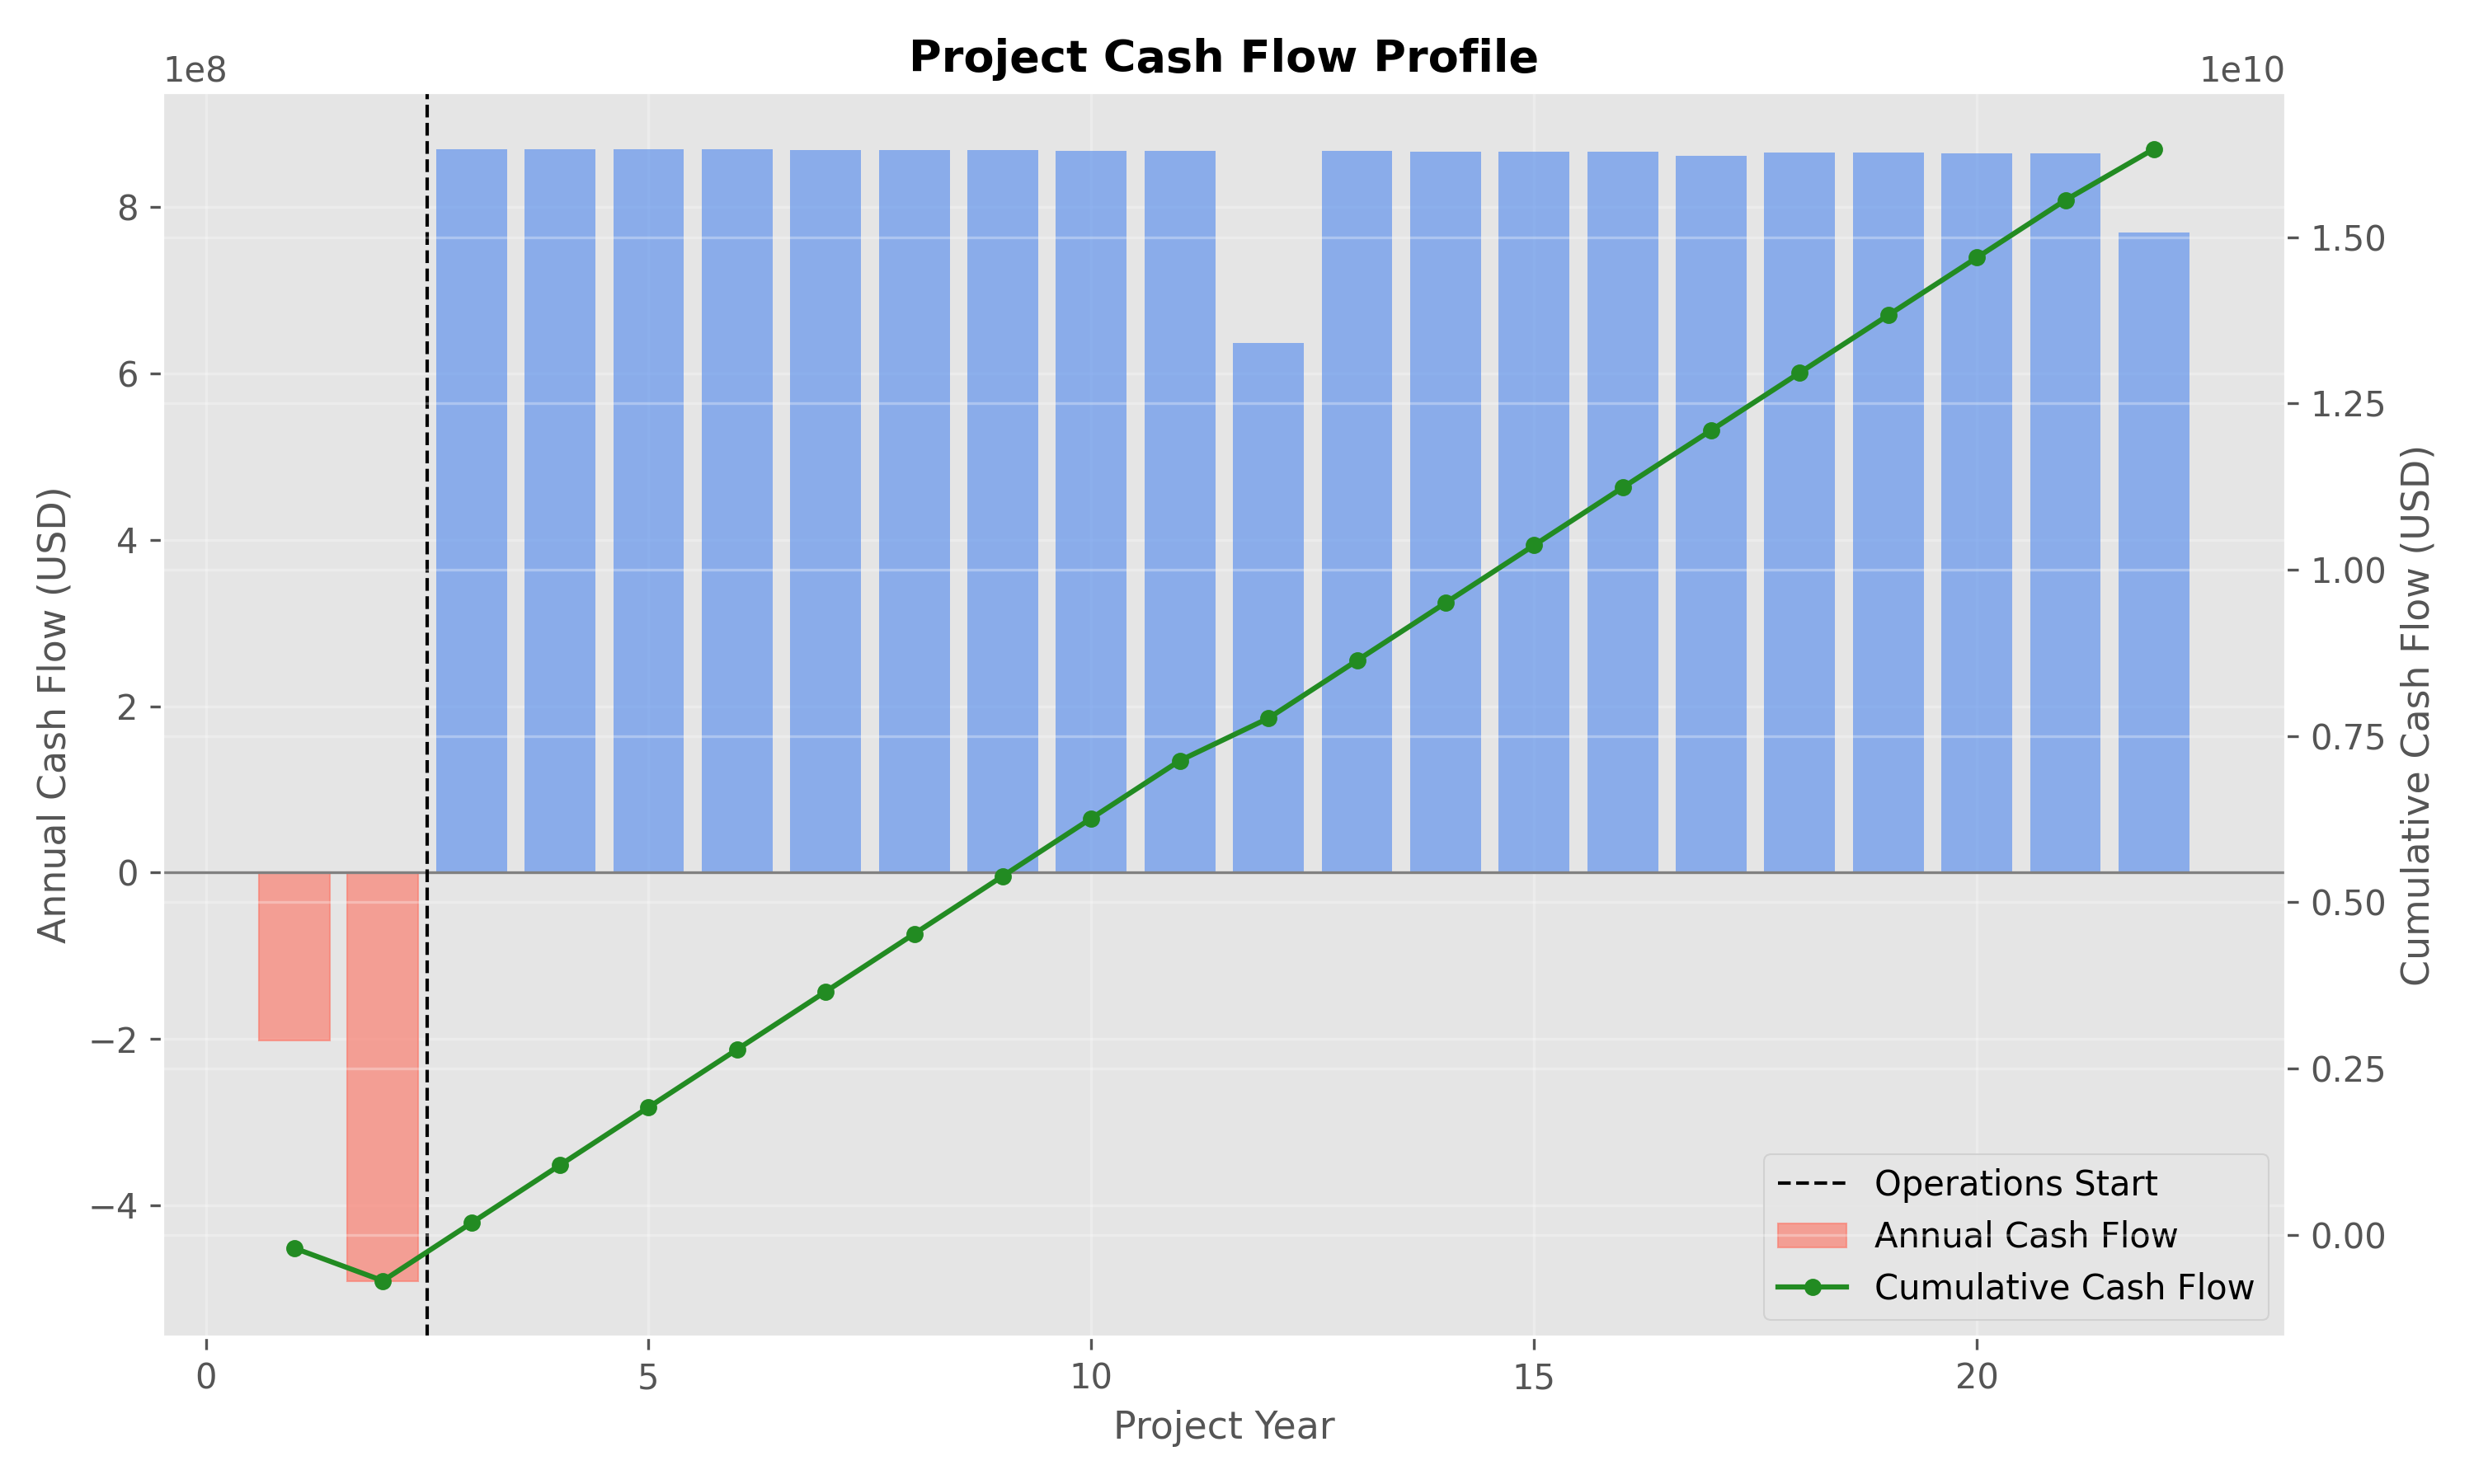 Project Cash Flow Profile
1e8
1e10
8
6
4
2
0
−2
−4
Annual Cash Flow (USD)
1.50
1.25
1.00
0.75
0.50
0.25
0.00
Cumulative Cash Flow (USD)
Operations Start
Annual Cash Flow
Cumulative Cash Flow
0
5
10
15
20
Project Year